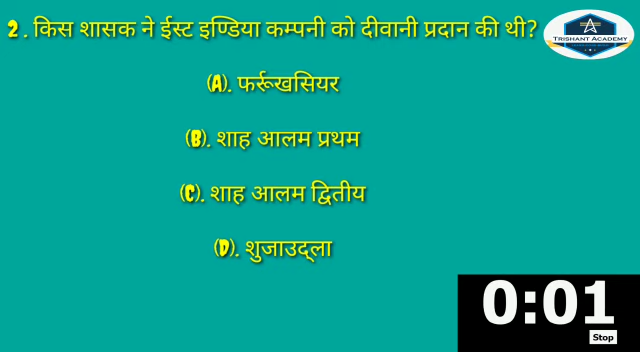 2. किस शासक ने ईस्ट इण्डिया कम्पनी को दीवानी प्रदान की थी?
TRISHANT ACADEMY
(A). फर्रूखसियर
(B). शाह आलम प्रथम
(C). शाह आलम द्वितीय
(D). शुजाउद्ला
0:01
Stop